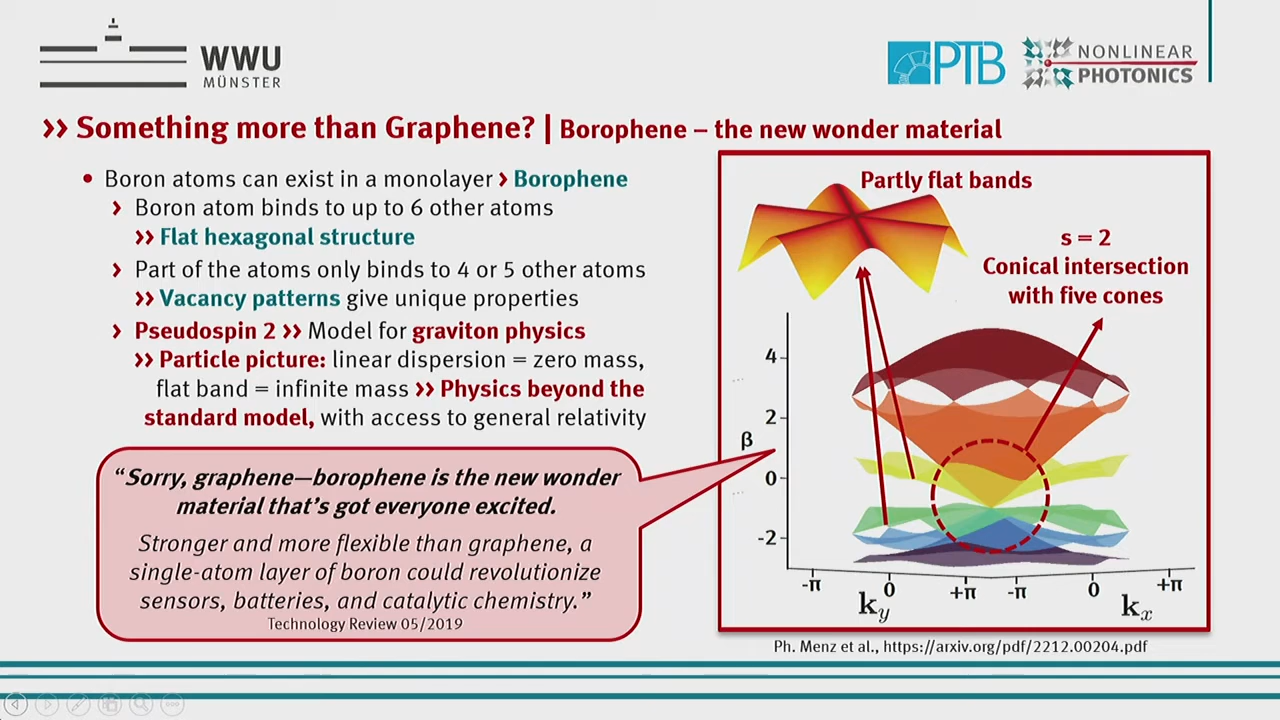 WWU
MÜNSTER
PTB
NONLINEAR
PHOTONICS
›› Something more than Graphene? | Borophene – the new wonder material
• Boron atoms can exist in a monolayer › Borophene
› Boron atom binds to up to 6 other atoms
›› Flat hexagonal structure
› Part of the atoms only binds to 4 or 5 other atoms
›› Vacancy patterns give unique properties
› Pseudospin 2 ›› Model for graviton physics
›› Particle picture: linear dispersion = zero mass,
flat band = infinite mass ›› Physics beyond the
standard model, with access to general relativity
“Sorry, graphene—borophene is the new wonder
material that’s got everyone excited.
Stronger and more flexible than graphene, a
single-atom layer of boron could revolutionize
sensors, batteries, and catalytic chemistry.”
Technology Review 05/2019
Partly flat bands
s = 2
Conical intersection
with five cones
4
2
β
0
-2
-π 0 +π -π 0 +π
k_y k_x
Ph. Menz et al., https://arxiv.org/pdf/2212.00204.pdf